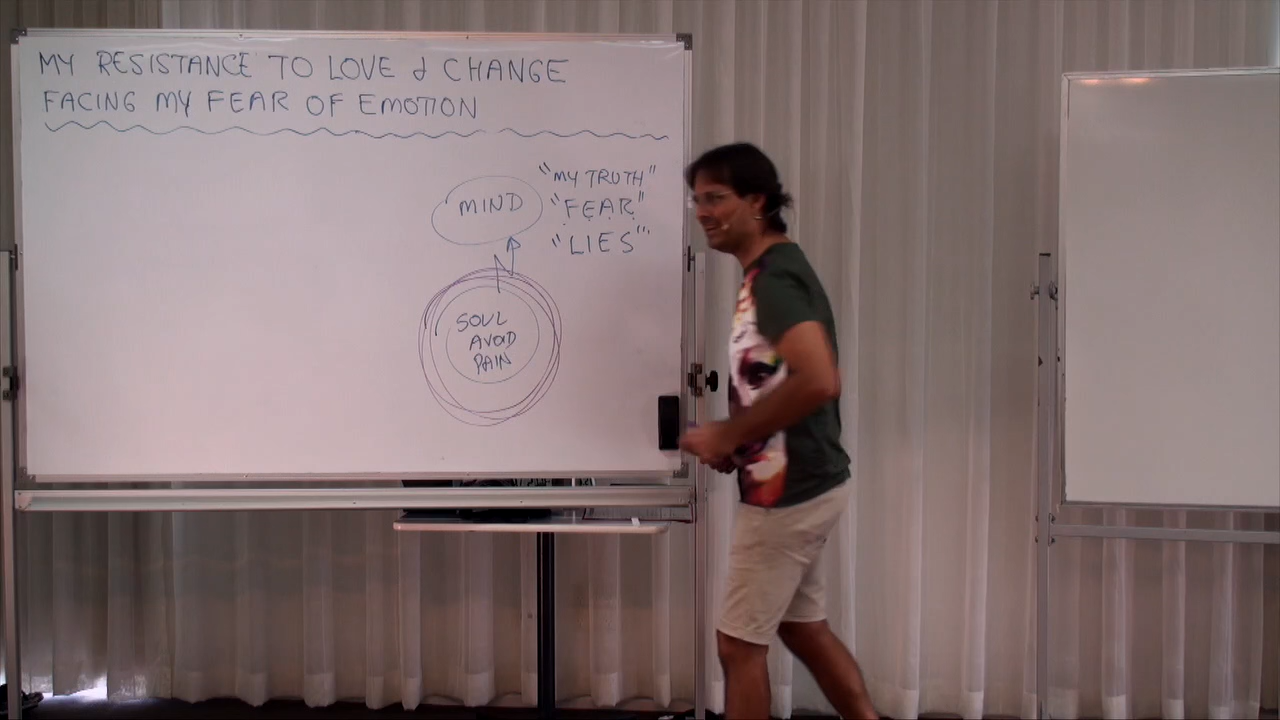 MY RESISTANCE TO LOVE & CHANGE
FACING MY FEAR OF EMOTION
MIND
"MY TRUTH"
"FEAR"
"LIES"
SOUL
AVOID
PAIN